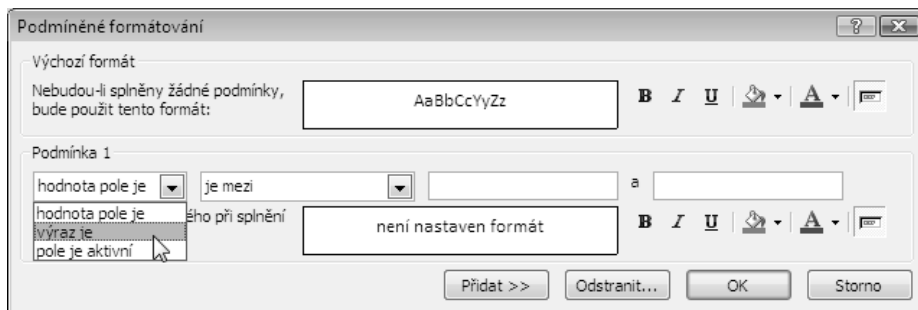 Podmíněné formátování
Výchozí formát
Nebudou-li splněny žádné podmínky,
bude použit tento formát:
AaBbCcYyZz
B I U A
Podmínka 1
hodnota pole je
je mezi
a
hodnota pole je
výraz je
pole je aktivní
ého při splnění
není nastaven formát
B I U A
Přidat >>
Odstranit...
OK
Storno